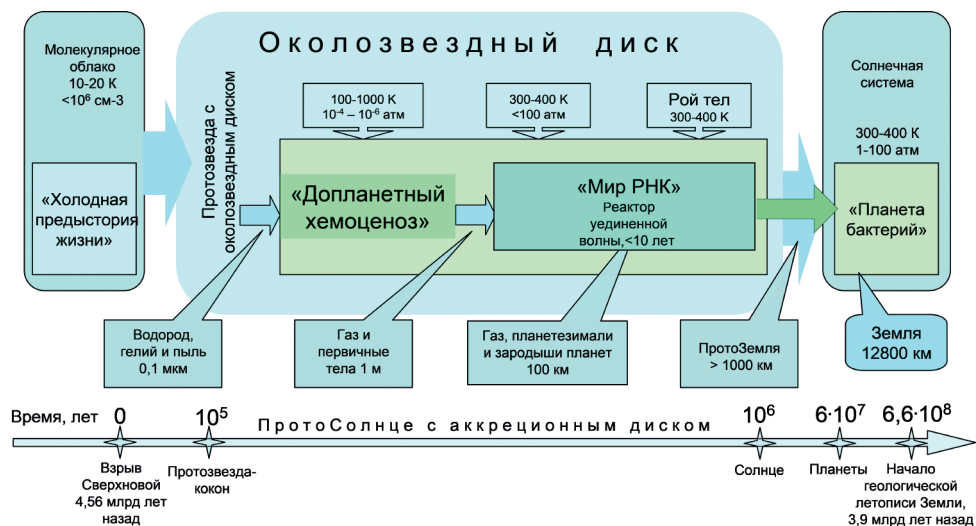 Молекулярное
облако
10-20 К
<10⁶ см-3
«Холодная
предыстория
жизни»
Околозвездный диск
Протозвезда с
околозвездным диском
100-1000 К
10⁻⁴ – 10⁻⁶ атм
300-400 К
<100 атм
Рой тел
300-400 К
«Допланетный
хемоценоз»
«Мир РНК»
Реактор
уединенной
волны,<10 лет
Солнечная
система
300-400 К
1-100 атм
«Планета
бактерий»
Водород,
гелий и пыль
0,1 мкм
Газ и
первичные
тела 1 м
Газ, планетезимали
и зародыши планет
100 км
ПротоЗемля
> 1000 км
Земля
12800 км
Время, лет
0
10⁵
ПротоСолнце с аккреционным диском
10⁶
6·10⁷
6,6·10⁸
Взрыв
Сверхновой
4,56 млрд лет
назад
Протозвезда-
кокон
Солнце
Планеты
Начало
геологической
летописи Земли,
3,9 млрд лет назад